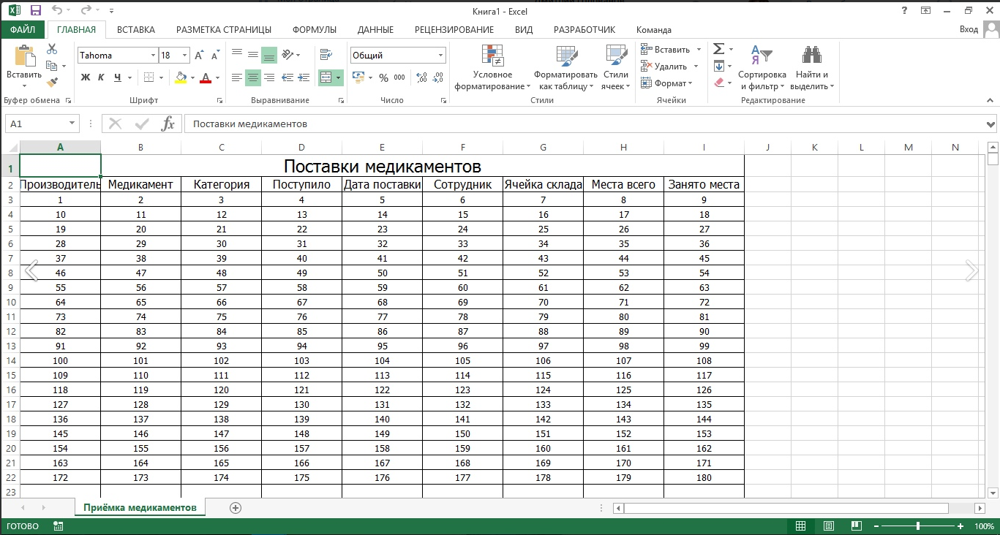 Книга1 - Excel
ФАЙЛ ГЛАВНАЯ ВСТАВКА РАЗМЕТКА СТРАНИЦЫ ФОРМУЛЫ ДАННЫЕ РЕЦЕНЗИРОВАНИЕ ВИД РАЗРАБОТЧИК Команда Вход
Вставить
Tahoma 18
Ж К Ч
Общий
% 000
Условное форматирование
Форматировать как таблицу
Стили ячеек
Вставить
Удалить
Формат
Сортировка и фильтр
Найти и выделить
Буфер обмена Шрифт Выравнивание Число Стили Ячейки Редактирование
A1 fx Поставки медикаментов
A B C D E F G H I J K L M N
1 Поставки медикаментов
2 Производитель Медикамент Категория Поступило Дата поставки Сотрудник Ячейка склада Места всего Занято места
3 1 2 3 4 5 6 7 8 9
4 10 11 12 13 14 15 16 17 18
5 19 20 21 22 23 24 25 26 27
6 28 29 30 31 32 33 34 35 36
7 37 38 39 40 41 42 43 44 45
8 46 47 48 49 50 51 52 53 54
9 55 56 57 58 59 60 61 62 63
10 64 65 66 67 68 69 70 71 72
11 73 74 75 76 77 78 79 80 81
12 82 83 84 85 86 87 88 89 90
13 91 92 93 94 95 96 97 98 99
14 100 101 102 103 104 105 106 107 108
15 109 110 111 112 113 114 115 116 117
16 118 119 120 121 122 123 124 125 126
17 127 128 129 130 131 132 133 134 135
18 136 137 138 139 140 141 142 143 144
19 145 146 147 148 149 150 151 152 153
20 154 155 156 157 158 159 160 161 162
21 163 164 165 166 167 168 169 170 171
22 172 173 174 175 176 177 178 179 180
23
Приёмка медикаментов
ГОТОВО 100%